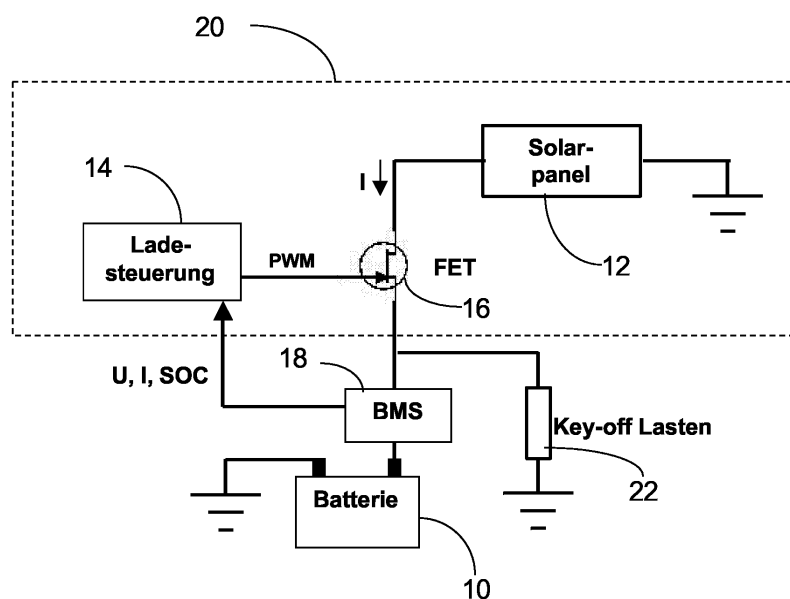 20
Solar-
panel
14
I
Lade-
steuerung
PWM
FET
12
16
U, I, SOC
18
BMS
Key-off Lasten
22
Batterie
10